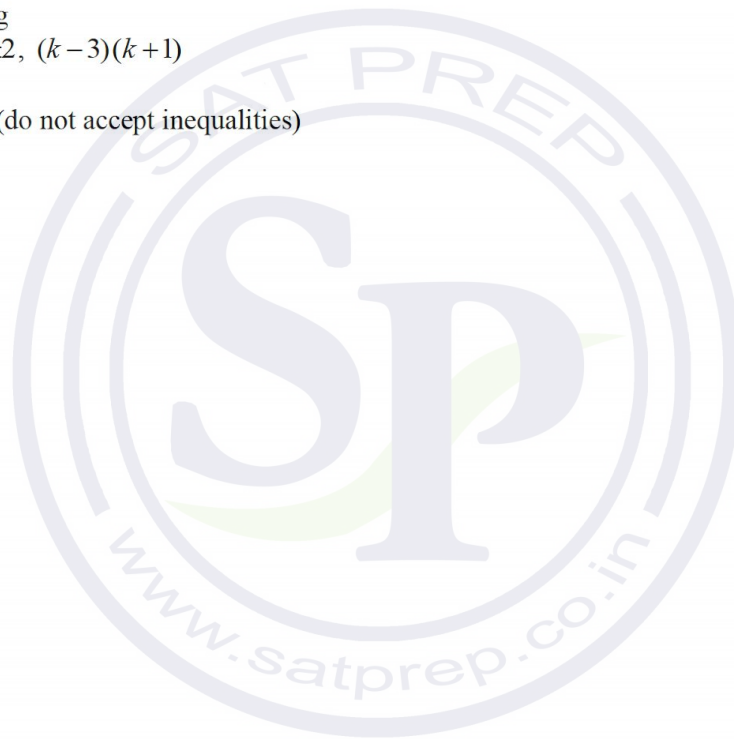 g
2, (k − 3)(k + 1)
(do not accept inequalities)
SAT PREP
SP
www.satprep.co.in